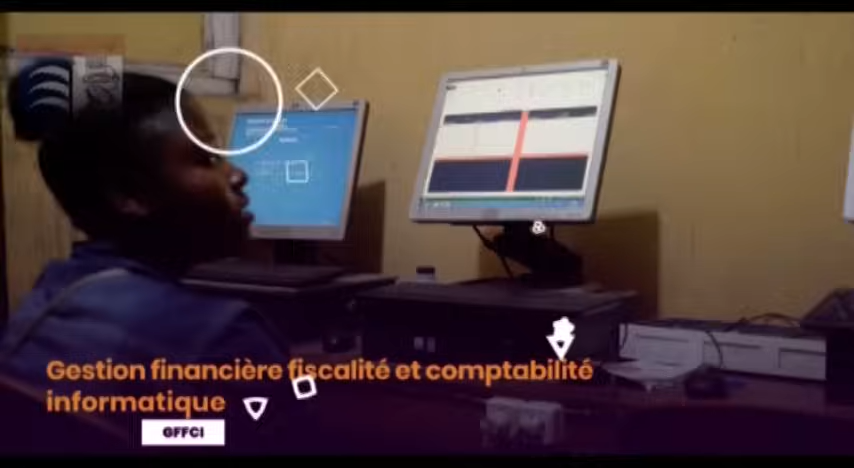 Gestion financière fiscalité et comptabilité
informatique
GFFCI